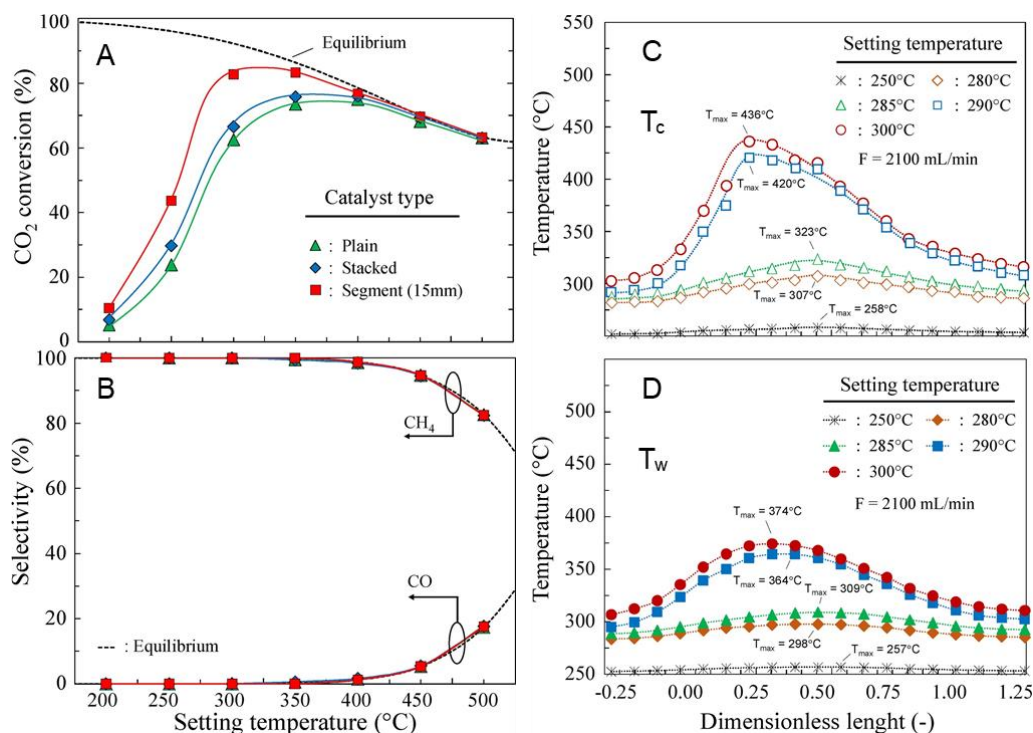 A
100
80
60
40
20
0
CO₂ conversion (%)
Equilibrium
Catalyst type
: Plain
: Stacked
: Segment (15mm)
B
100
80
60
40
20
0
Selectivity (%)
CH₄
CO
: Equilibrium
200 250 300 350 400 450 500
Setting temperature (°C)
C
550
500
450
400
350
300
Temperature (°C)
Tc
Setting temperature
: 250°C : 280°C
: 285°C : 290°C
: 300°C
F = 2100 mL/min
Tmax =
436°C
Tmax = 420°C
Tmax = 323°C
Tmax = 307°C
Tmax = 258°C
D
500
450
400
350
300
250
Temperature (°C)
Tw
Setting temperature
: 250°C : 280°C
: 285°C : 290°C
: 300°C
F = 2100 mL/min
Tmax = 374°C
Tmax = 364°C
Tmax = 309°C
Tmax = 298°C
Tmax = 257°C
-0.25 0.00 0.25 0.50 0.75 1.00 1.25
Dimensionless lenght (-)